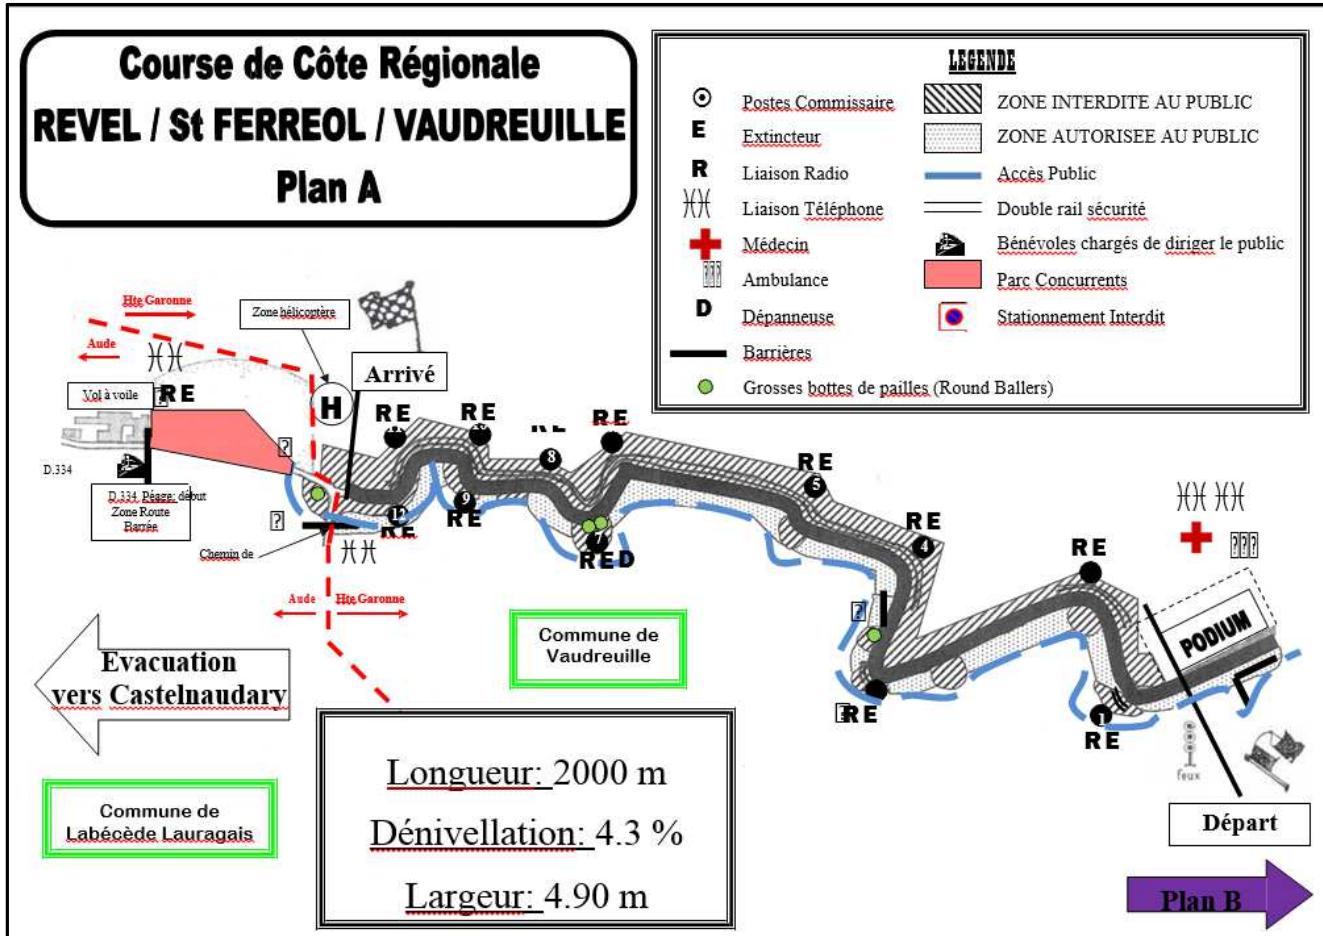 Course de Côte Régionale
REVEL / St FERREOL / VAUDREUILLE
Plan A
LEGENDE
Postes Commissaire
E Extincteur
R Liaison Radio
Liaison Téléphone
Médecin
Ambulance
D Dépanneuse
Barrières
Grosses bottes de pailles (Round Ballers)
ZONE INTERDITE AU PUBLIC
ZONE AUTORISEE AU PUBLIC
Accès Public
Double rail sécurité
Bénévoles chargés de diriger le public
Parc Concurrents
Stationnement Interdit
Hte Garonne
Aude
Zone hélicoptère
Arrivé
H
Vol à voile
RE
D.334
D.334. Péage: début
Zone Route
Barrée
Chemin de
Aude
Hte Garonne
RE
11
RE
10
RE
8
RE
RE
5
RE
4
RE
12
RE
9
RE
7
RED
RE
1
RE
PODIUM
feux
Départ
Plan B
Evacuation
vers Castelnaudary
Commune de
Vaudreuille
Commune de
Labécède Lauragais
Longueur: 2000 m
Dénivellation: 4.3 %
Largeur: 4.90 m